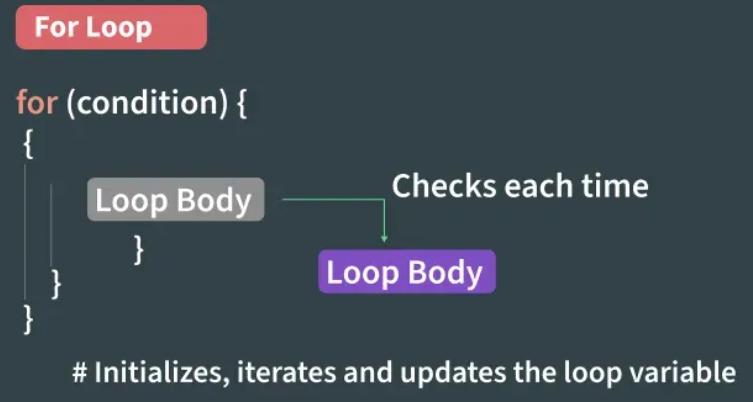 For Loop
for (condition) {
{
Checks each time
Loop Body
}
Loop Body
}
}
# Initializes, iterates and updates the loop variable